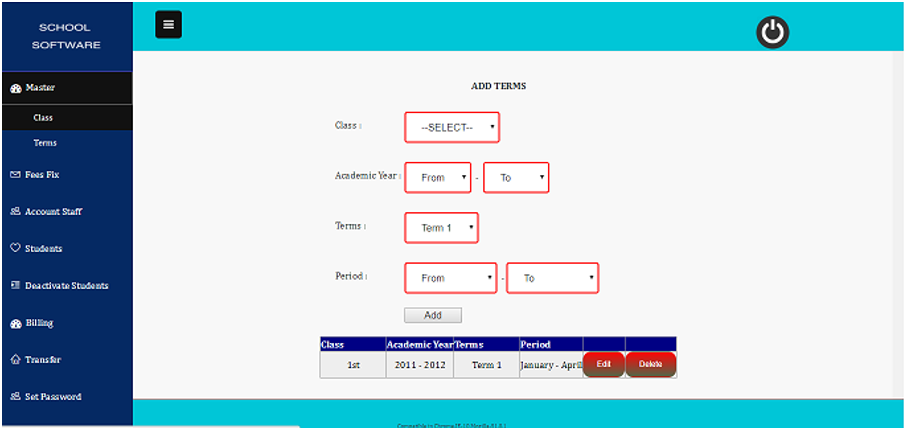 SCHOOL
SOFTWARE
Master
Class
Terms
Fees Fix
Account Staff
Students
Deactivate Students
Billing
Transfer
Set Password
ADD TERMS
Class :
--SELECT--
Academic Year :
From - To
Terms :
Term 1
Period :
From - To
Add
Class Academic Year Terms Period
1st 2011 - 2012 Term 1 January - April Edit Delete